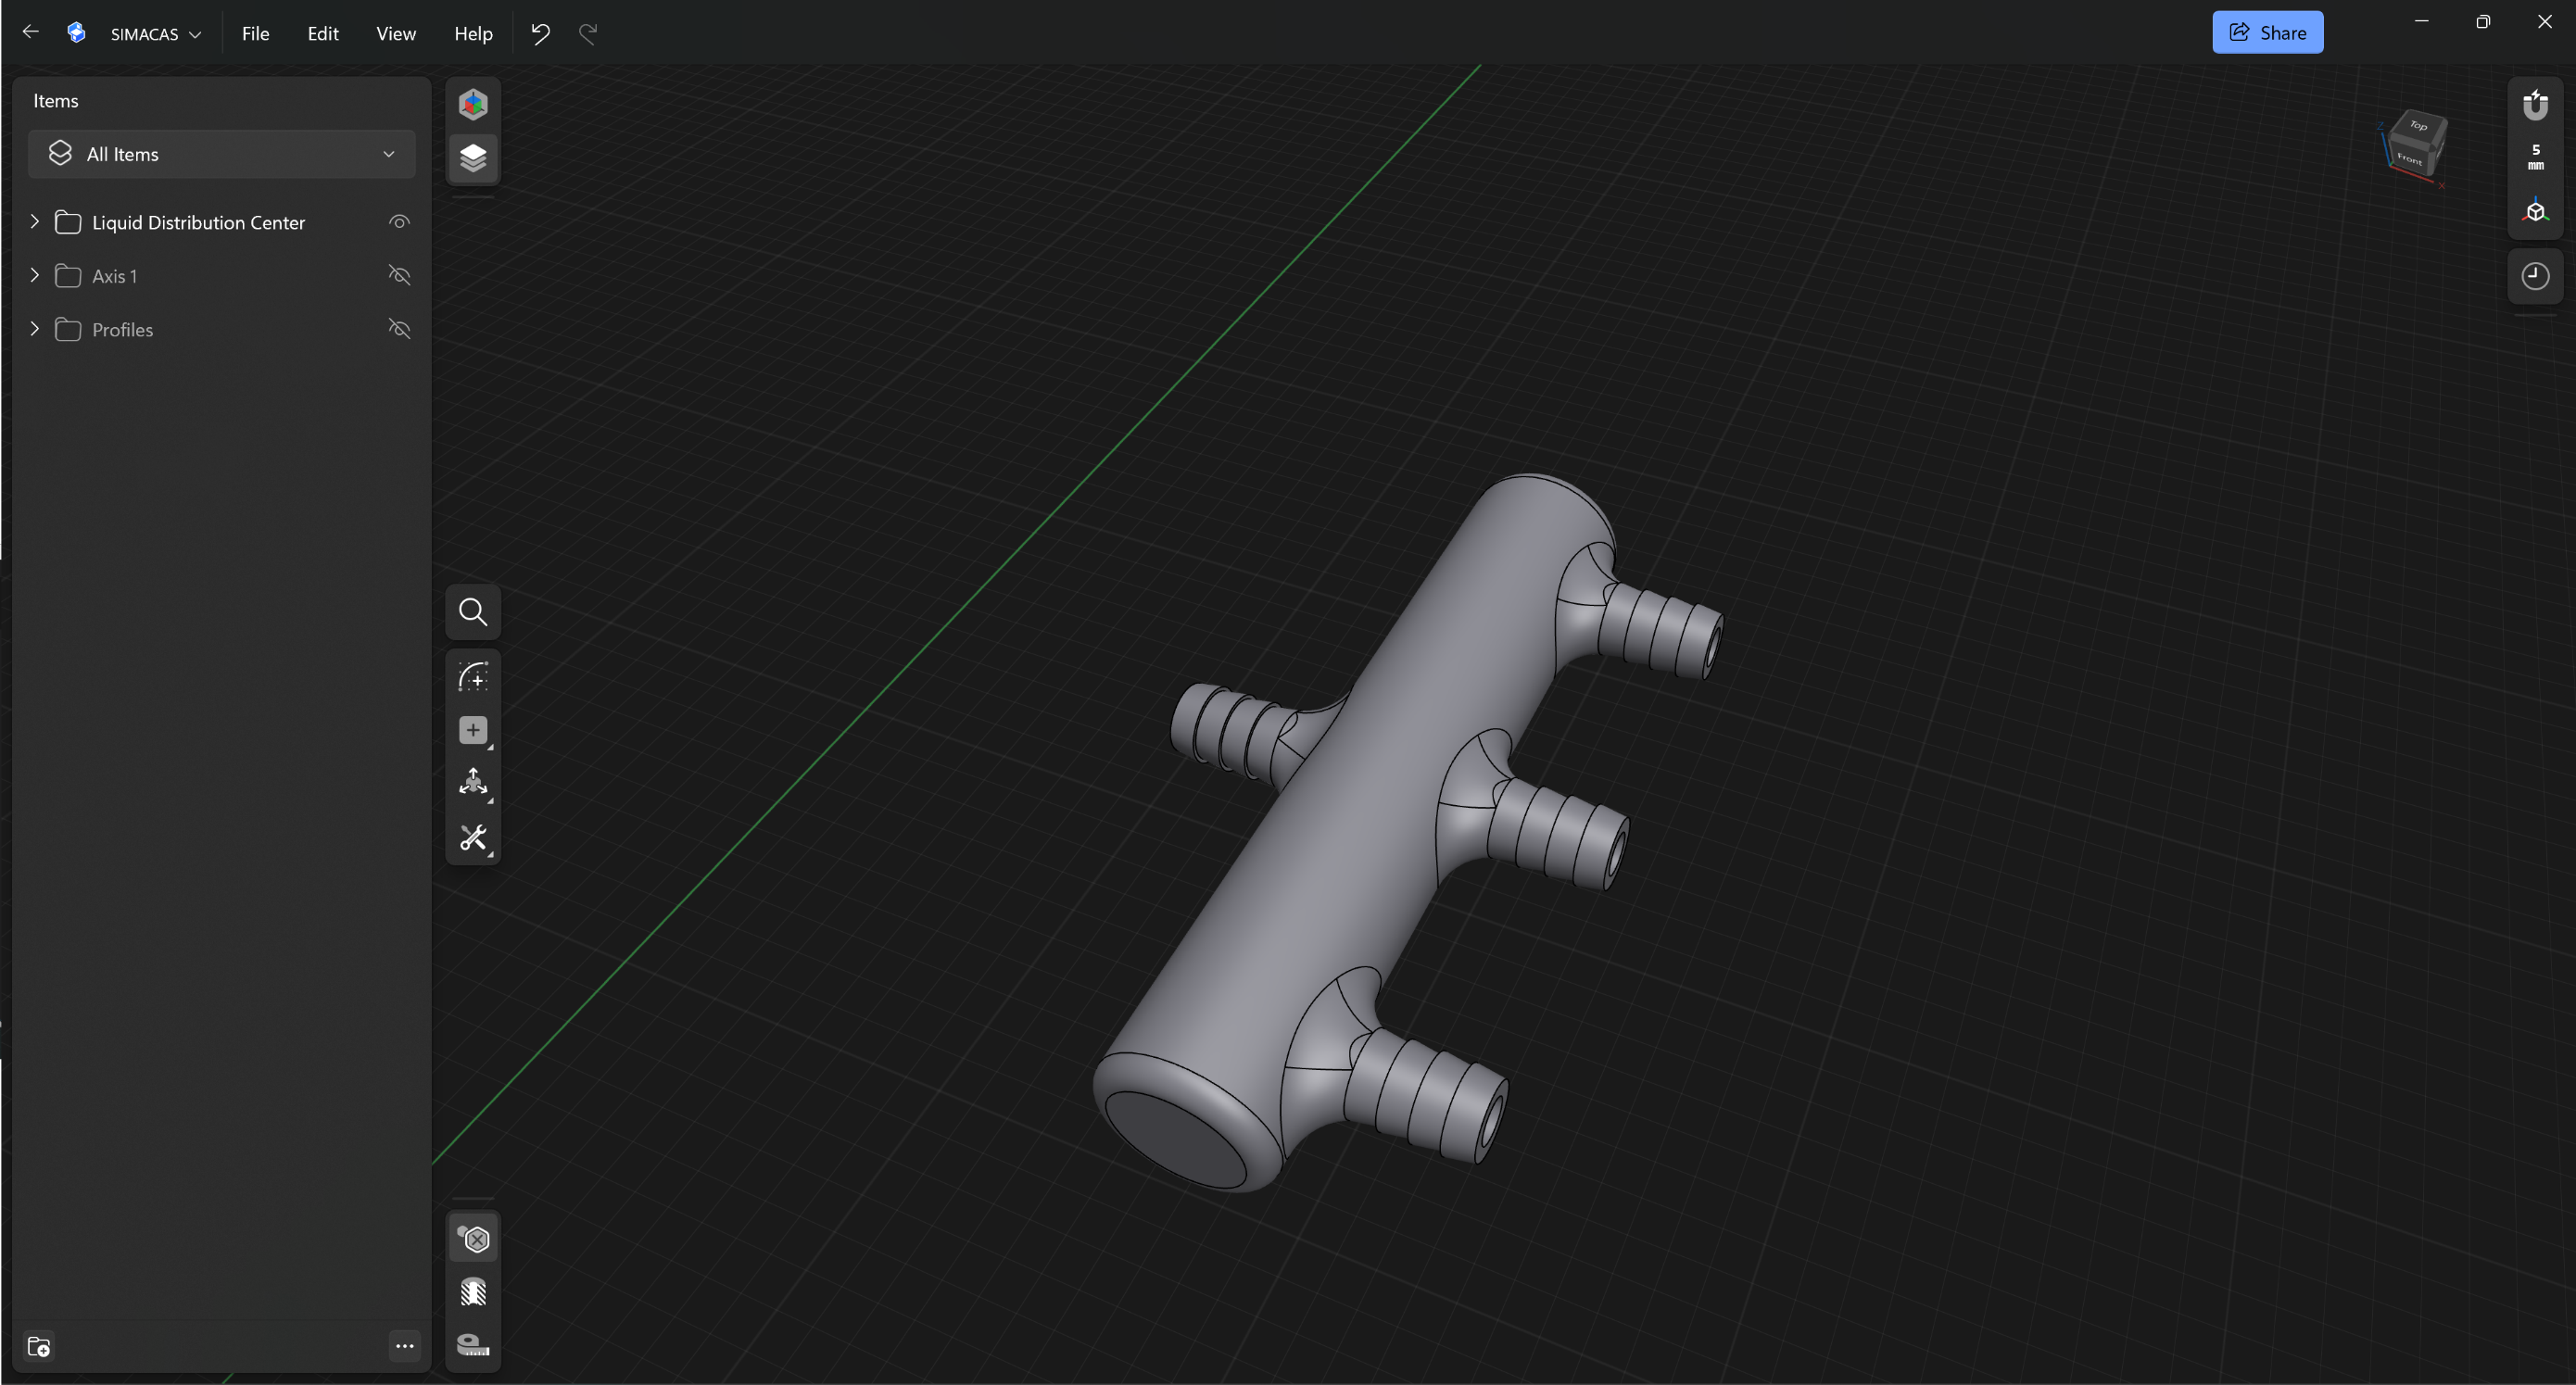 SIMACAS
File
Edit
View
Help
Share
Items
All Items
Liquid Distribution Center
Axis 1
Profiles
Top
Front
Z
X
5
mm